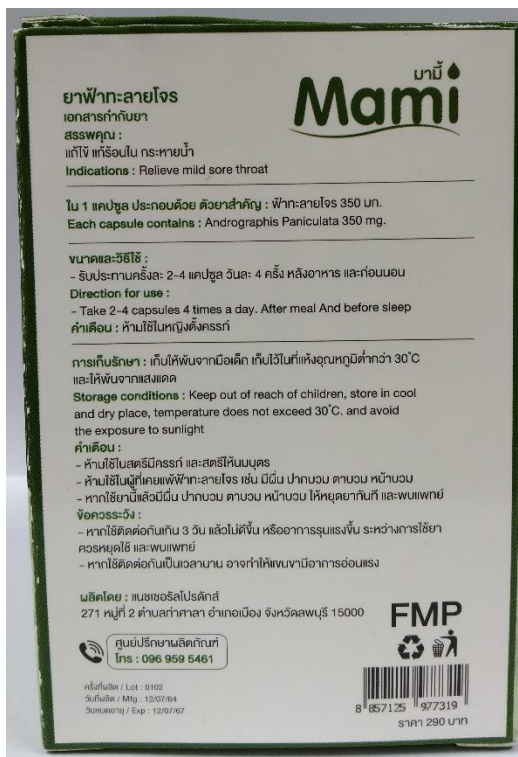 มามี้
Mami
ยาฟ้าทะลายโจร
เอกสารกำกับยา
สรรพคุณ :
แก้ไข้ แก้ร้อนใน กระหายน้ำ
Indications : Relieve mild sore throat
ใน 1 แคปซูล ประกอบด้วย ตัวยาสำคัญ : ฟ้าทะลายโจร 350 มก.
Each capsule contains : Andrographis Paniculata 350 mg.
ขนาดและวิธีใช้ :
- รับประทานครั้งละ 2-4 แคปซูล วันละ 4 ครั้ง หลังอาหาร และก่อนนอน
Direction for use :
- Take 2-4 capsules 4 times a day. After meal And before sleep
คำเตือน : ห้ามใช้ในหญิงตั้งครรภ์
การเก็บรักษา : เก็บให้พ้นจากมือเด็ก เก็บไว้ในที่แห้งอุณหภูมิต่ำกว่า 30°C
และให้พ้นจากแสงแดด
Storage conditions : Keep out of reach of children, store in cool
and dry place, temperature does not exceed 30°C. and avoid
the exposure to sunlight
คำเตือน :
- ห้ามใช้ในสตรีมีครรภ์ และสตรีให้นมบุตร
- ห้ามใช้ในผู้ที่เคยแพ้ฟ้าทะลายโจร เช่น มีผื่น ปากบวม ตาบวม หน้าบวม
- หากใช้ยานี้แล้วมีผื่น ปากบวม ตาบวม หน้าบวม ให้หยุดยาทันที และพบแพทย์
ข้อควรระวัง :
- หากใช้ติดต่อกันเกิน 3 วัน แล้วไม่ดีขึ้น หรืออาการรุนแรงขึ้น ระหว่างการใช้ยา
ควรหยุดใช้ และพบแพทย์
- หากใช้ติดต่อกันเป็นเวลานาน อาจทำให้แขนขามีอาการอ่อนแรง
ผลิตโดย : แนชเชอรัลโปรดักส์
271 หมู่ที่ 2 ตำบลท่าศาลา อำเภอเมือง จังหวัดลพบุรี 15000
FMP
ศูนย์ปรึกษาผลิตภัณฑ์
โทร : 096 959 5461
ครั้งที่ผลิต / Lot : 0102
วันที่ผลิต / Mfg : 12/07/64
วันหมดอายุ / Exp : 12/07/67
8 857125 977319
ราคา 290 บาท